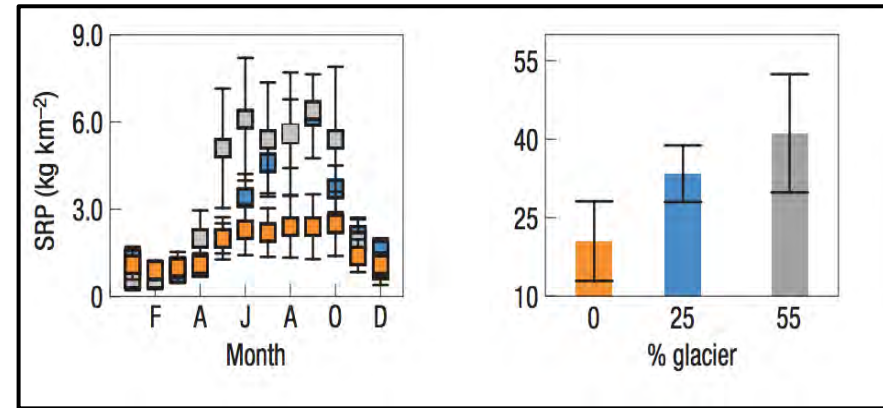 9.0
6.0
3.0
0
SRP (kg km⁻²)
F A J A O D
Month
55
40
25
10
0 25 55
% glacier